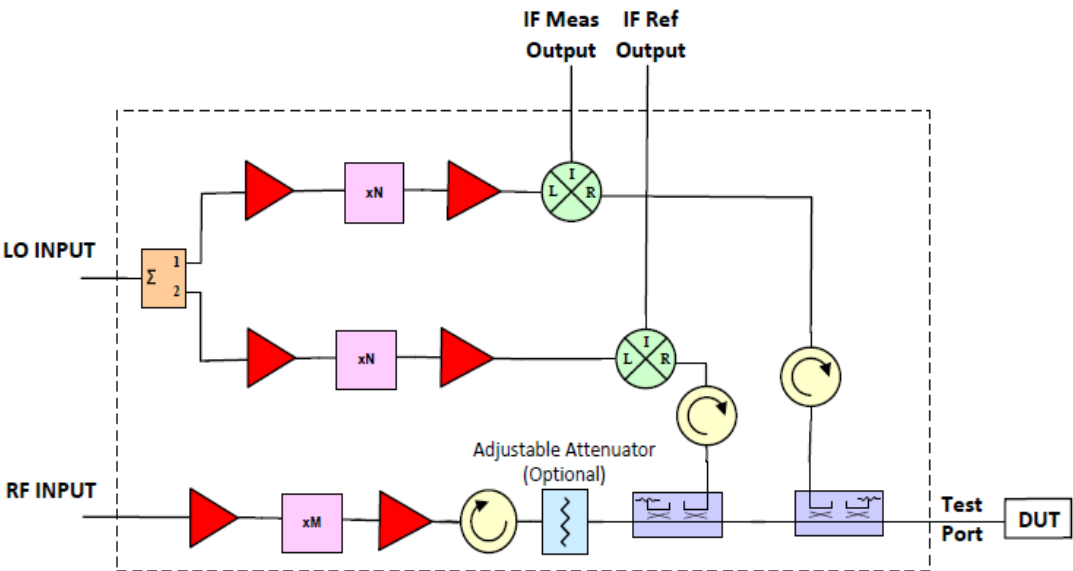 IF Meas Output
IF Ref Output
I
L R
xN
LO INPUT
Σ
1
2
I
L R
xN
Adjustable Attenuator
(Optional)
RF INPUT
xM
Test
Port
DUT